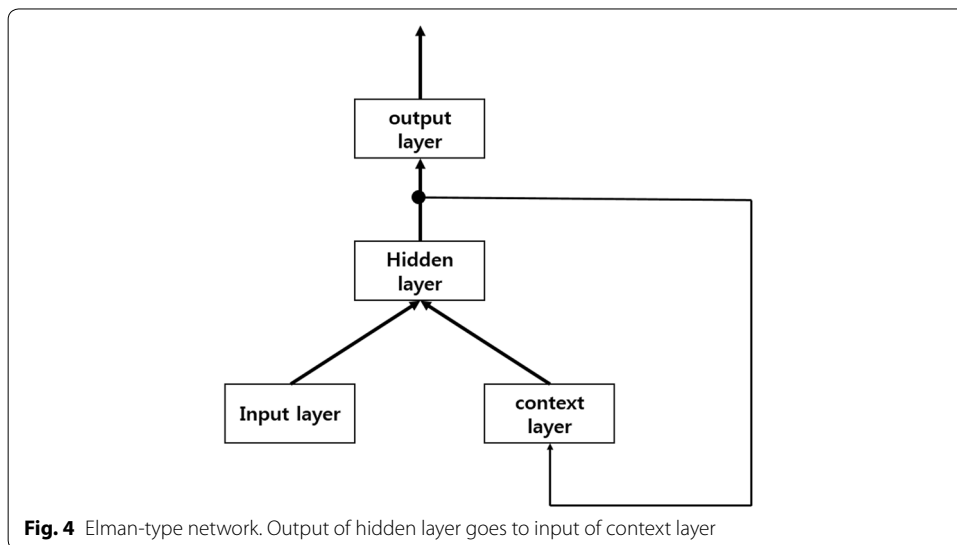 output
layer
Hidden
layer
Input layer
context
layer
Fig. 4 Elman-type network. Output of hidden layer goes to input of context layer